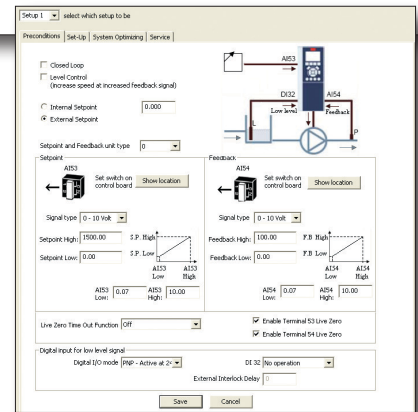 Setup 1 select which setup to be
Preconditions Set-Up System Optimizing Service
Closed Loop
Level Control
(increase speed at increased feedback signal)
Internal Setpoint 0.000
External Setpoint
Setpoint and Feedback unit type 0
AI53
DI32 AI54
Low level Feedback
L P
Setpoint
AI53
Set switch on
control board
Show location
Signal type 0 - 10 Volt
Setpoint High: 1500.00 S.P. High
Setpoint Low: 0.00 S.P. Low
AI53 Low AI53 High
AI53 Low: 0.07 AI53 High: 10.00
Feedback
AI54
Set switch on
control board
Show location
Signal type 0 - 10 Volt
Feedback High: 100.00 F.B High
Feedback Low: 0.00 F.B Low
AI54 Low AI54 High
AI54 Low: 0.07 AI54 High: 10.00
Live Zero Time Out Function Off
Enable Terminal 53 Live Zero
Enable Terminal 54 Live Zero
Digital input for low level signal
Digital I/O mode PNP - Active at 2
DI 32 No operation
External Interlock Delay 0
Save Cancel